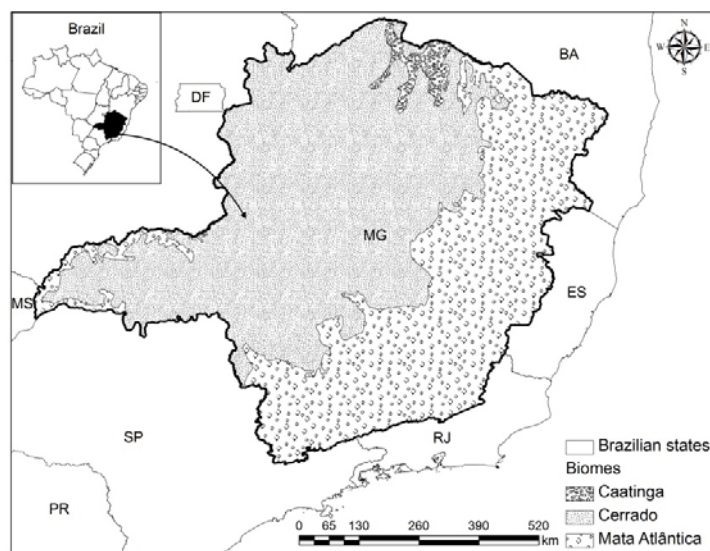 Brazil
N
W E
S
BA
DF
MG
MS
ES
SP
RJ
PR
Brazilian states
Biomes
Caatinga
Cerrado
Mata Atlântica
0 65 130 260 390 520
km